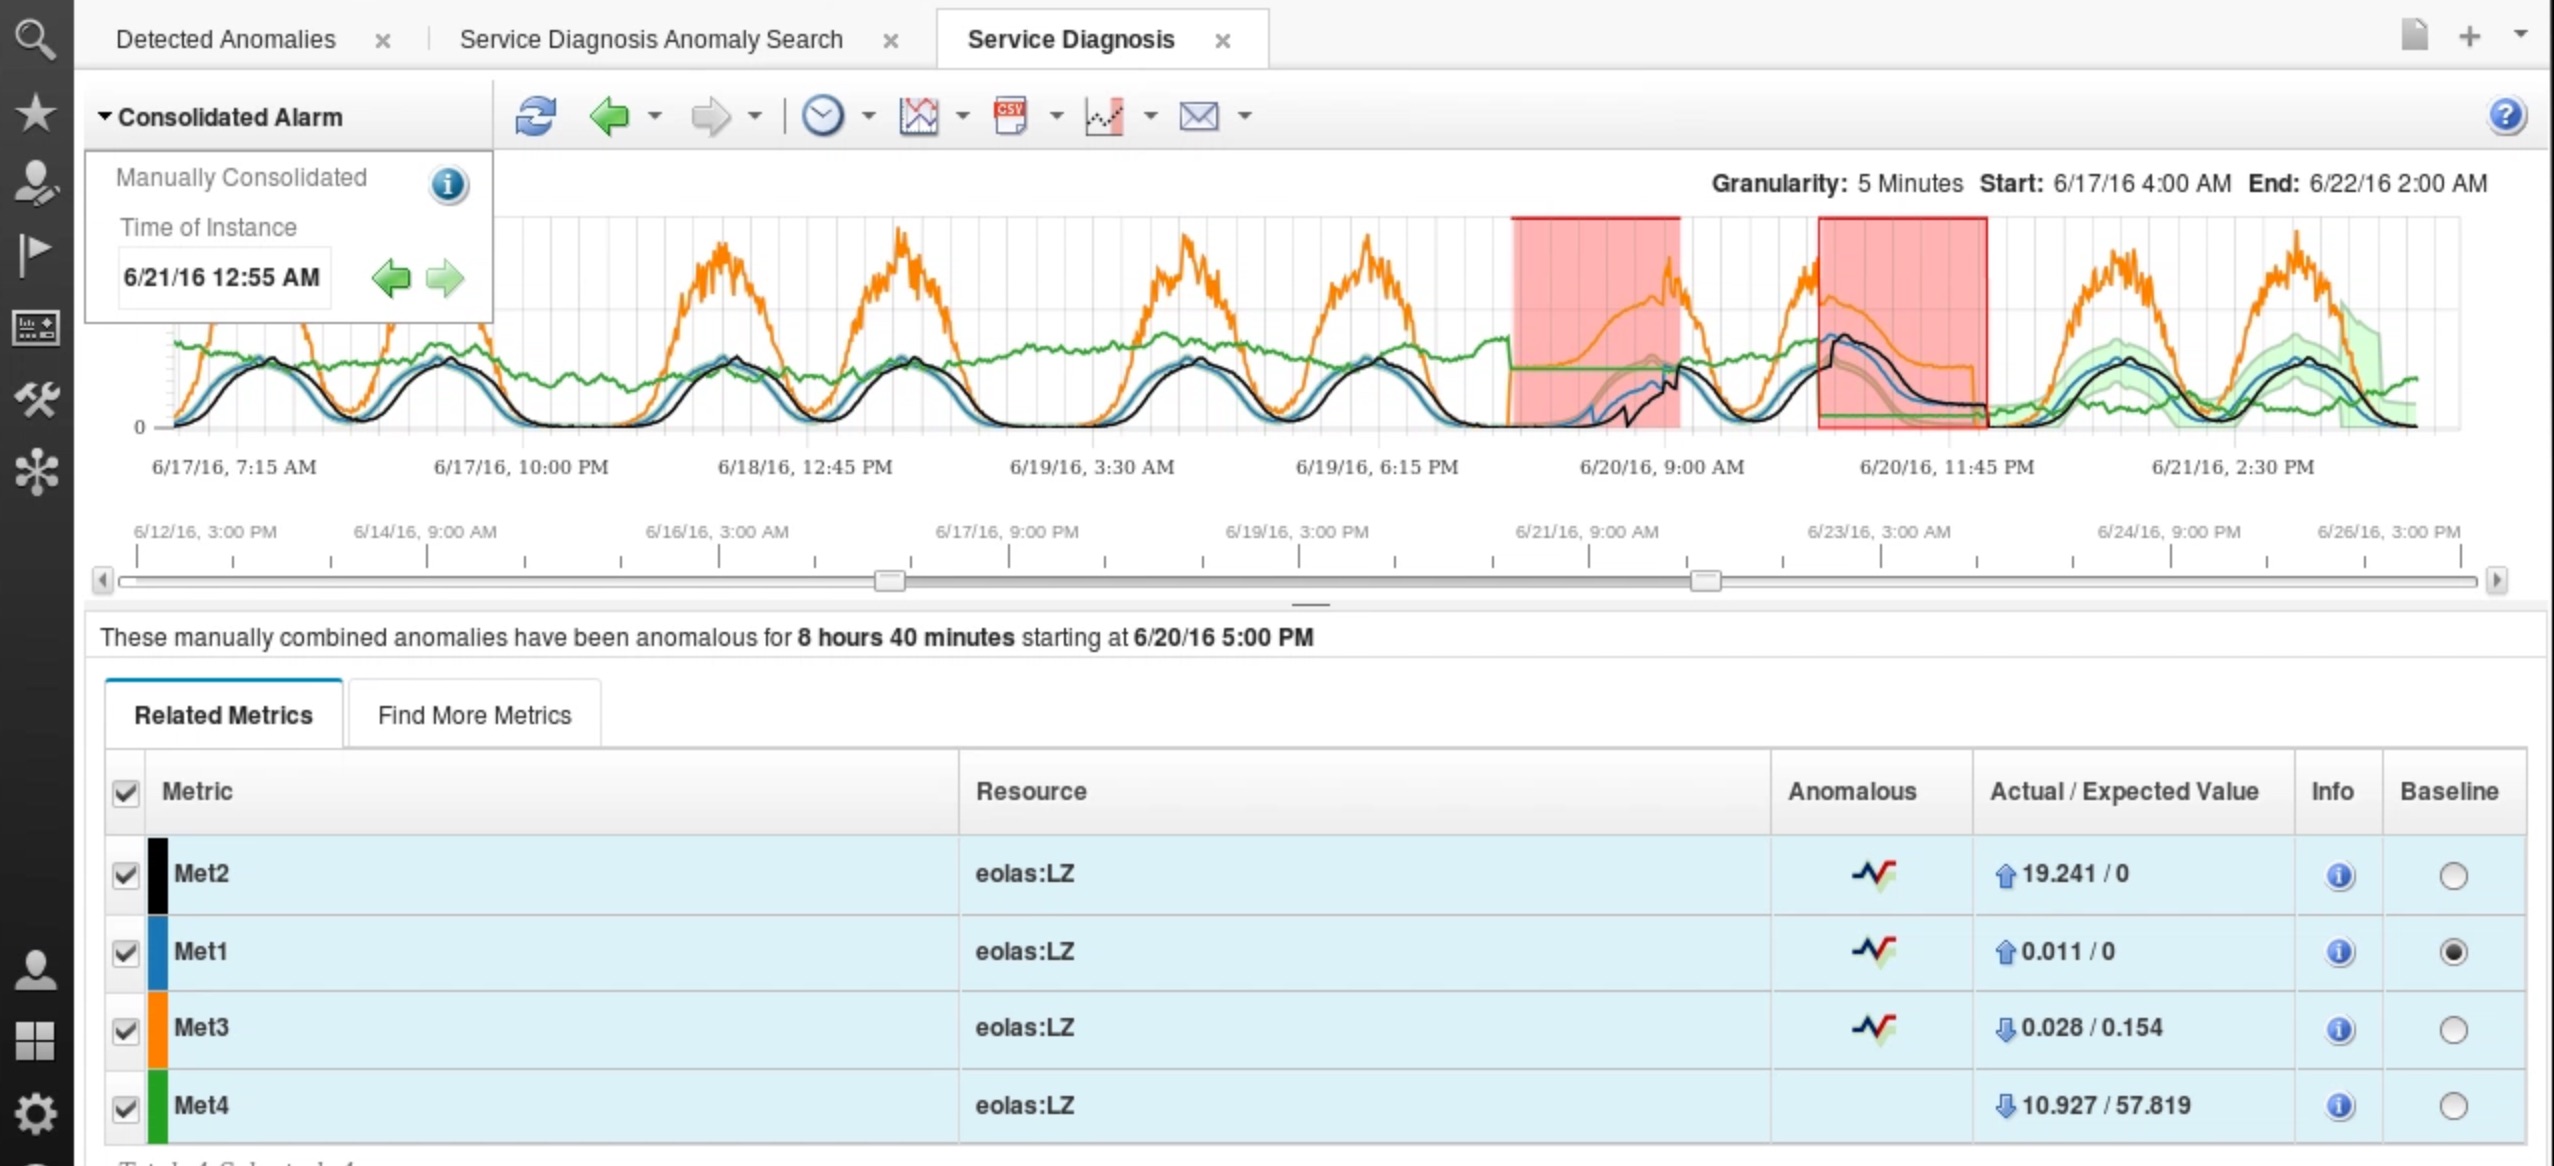 Detected Anomalies
Service Diagnosis Anomaly Search
Service Diagnosis
Consolidated Alarm
CSV
Manually Consolidated
Time of Instance
6/21/16 12:55 AM
Granularity: 5 Minutes Start: 6/17/16 4:00 AM End: 6/22/16 2:00 AM
0
6/17/16, 7:15 AM 6/17/16, 10:00 PM 6/18/16, 12:45 PM 6/19/16, 3:30 AM 6/19/16, 6:15 PM 6/20/16, 9:00 AM 6/20/16, 11:45 PM 6/21/16, 2:30 PM
6/12/16, 3:00 PM 6/14/16, 9:00 AM 6/16/16, 3:00 AM 6/17/16, 9:00 PM 6/19/16, 3:00 PM 6/21/16, 9:00 AM 6/23/16, 3:00 AM 6/24/16, 9:00 PM 6/26/16, 3:00 PM
These manually combined anomalies have been anomalous for 8 hours 40 minutes starting at 6/20/16 5:00 PM
Related Metrics Find More Metrics
Metric Resource Anomalous Actual / Expected Value Info Baseline
Met2 eolas:LZ 19.241 / 0
Met1 eolas:LZ 0.011 / 0
Met3 eolas:LZ 0.028 / 0.154
Met4 eolas:LZ 10.927 / 57.819